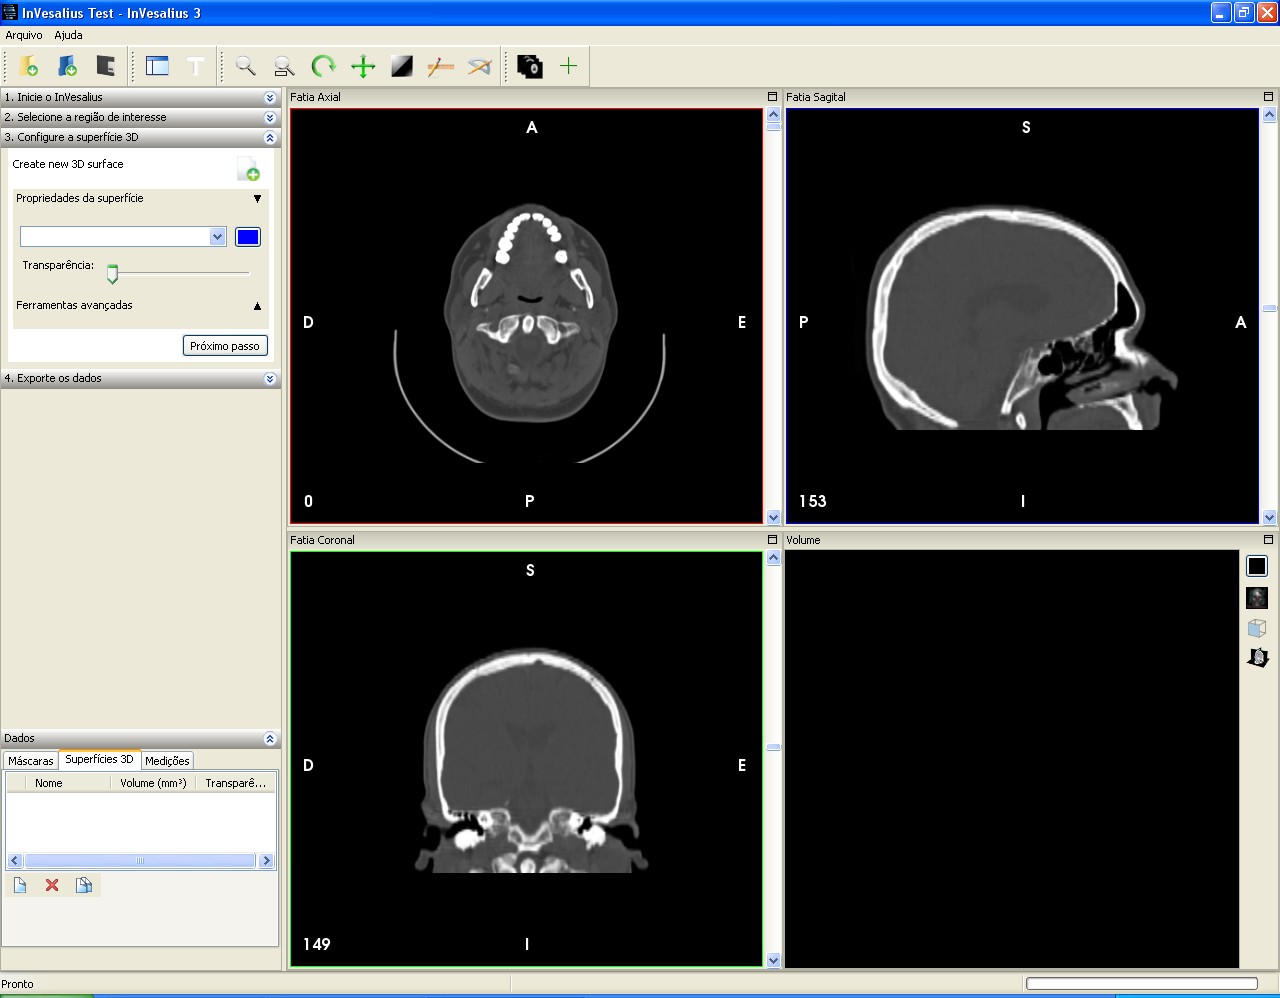 InVesalius Test - InVesalius 3
Arquivo Ajuda
1. Inicie o InVesalius
2. Selecione a região de interesse
3. Configure a superfície 3D
Create new 3D surface
Propriedades da superfície
Transparência:
Ferramentas avançadas
Próximo passo
4. Exporte os dados
Dados
Máscaras Superfícies 3D Medições
Nome Volume (mm³) Transparê...
Fatia Axial
A
D E
0 P
Fatia Sagital
S
P A
153 I
Fatia Coronal
S
D E
149 I
Volume
Pronto